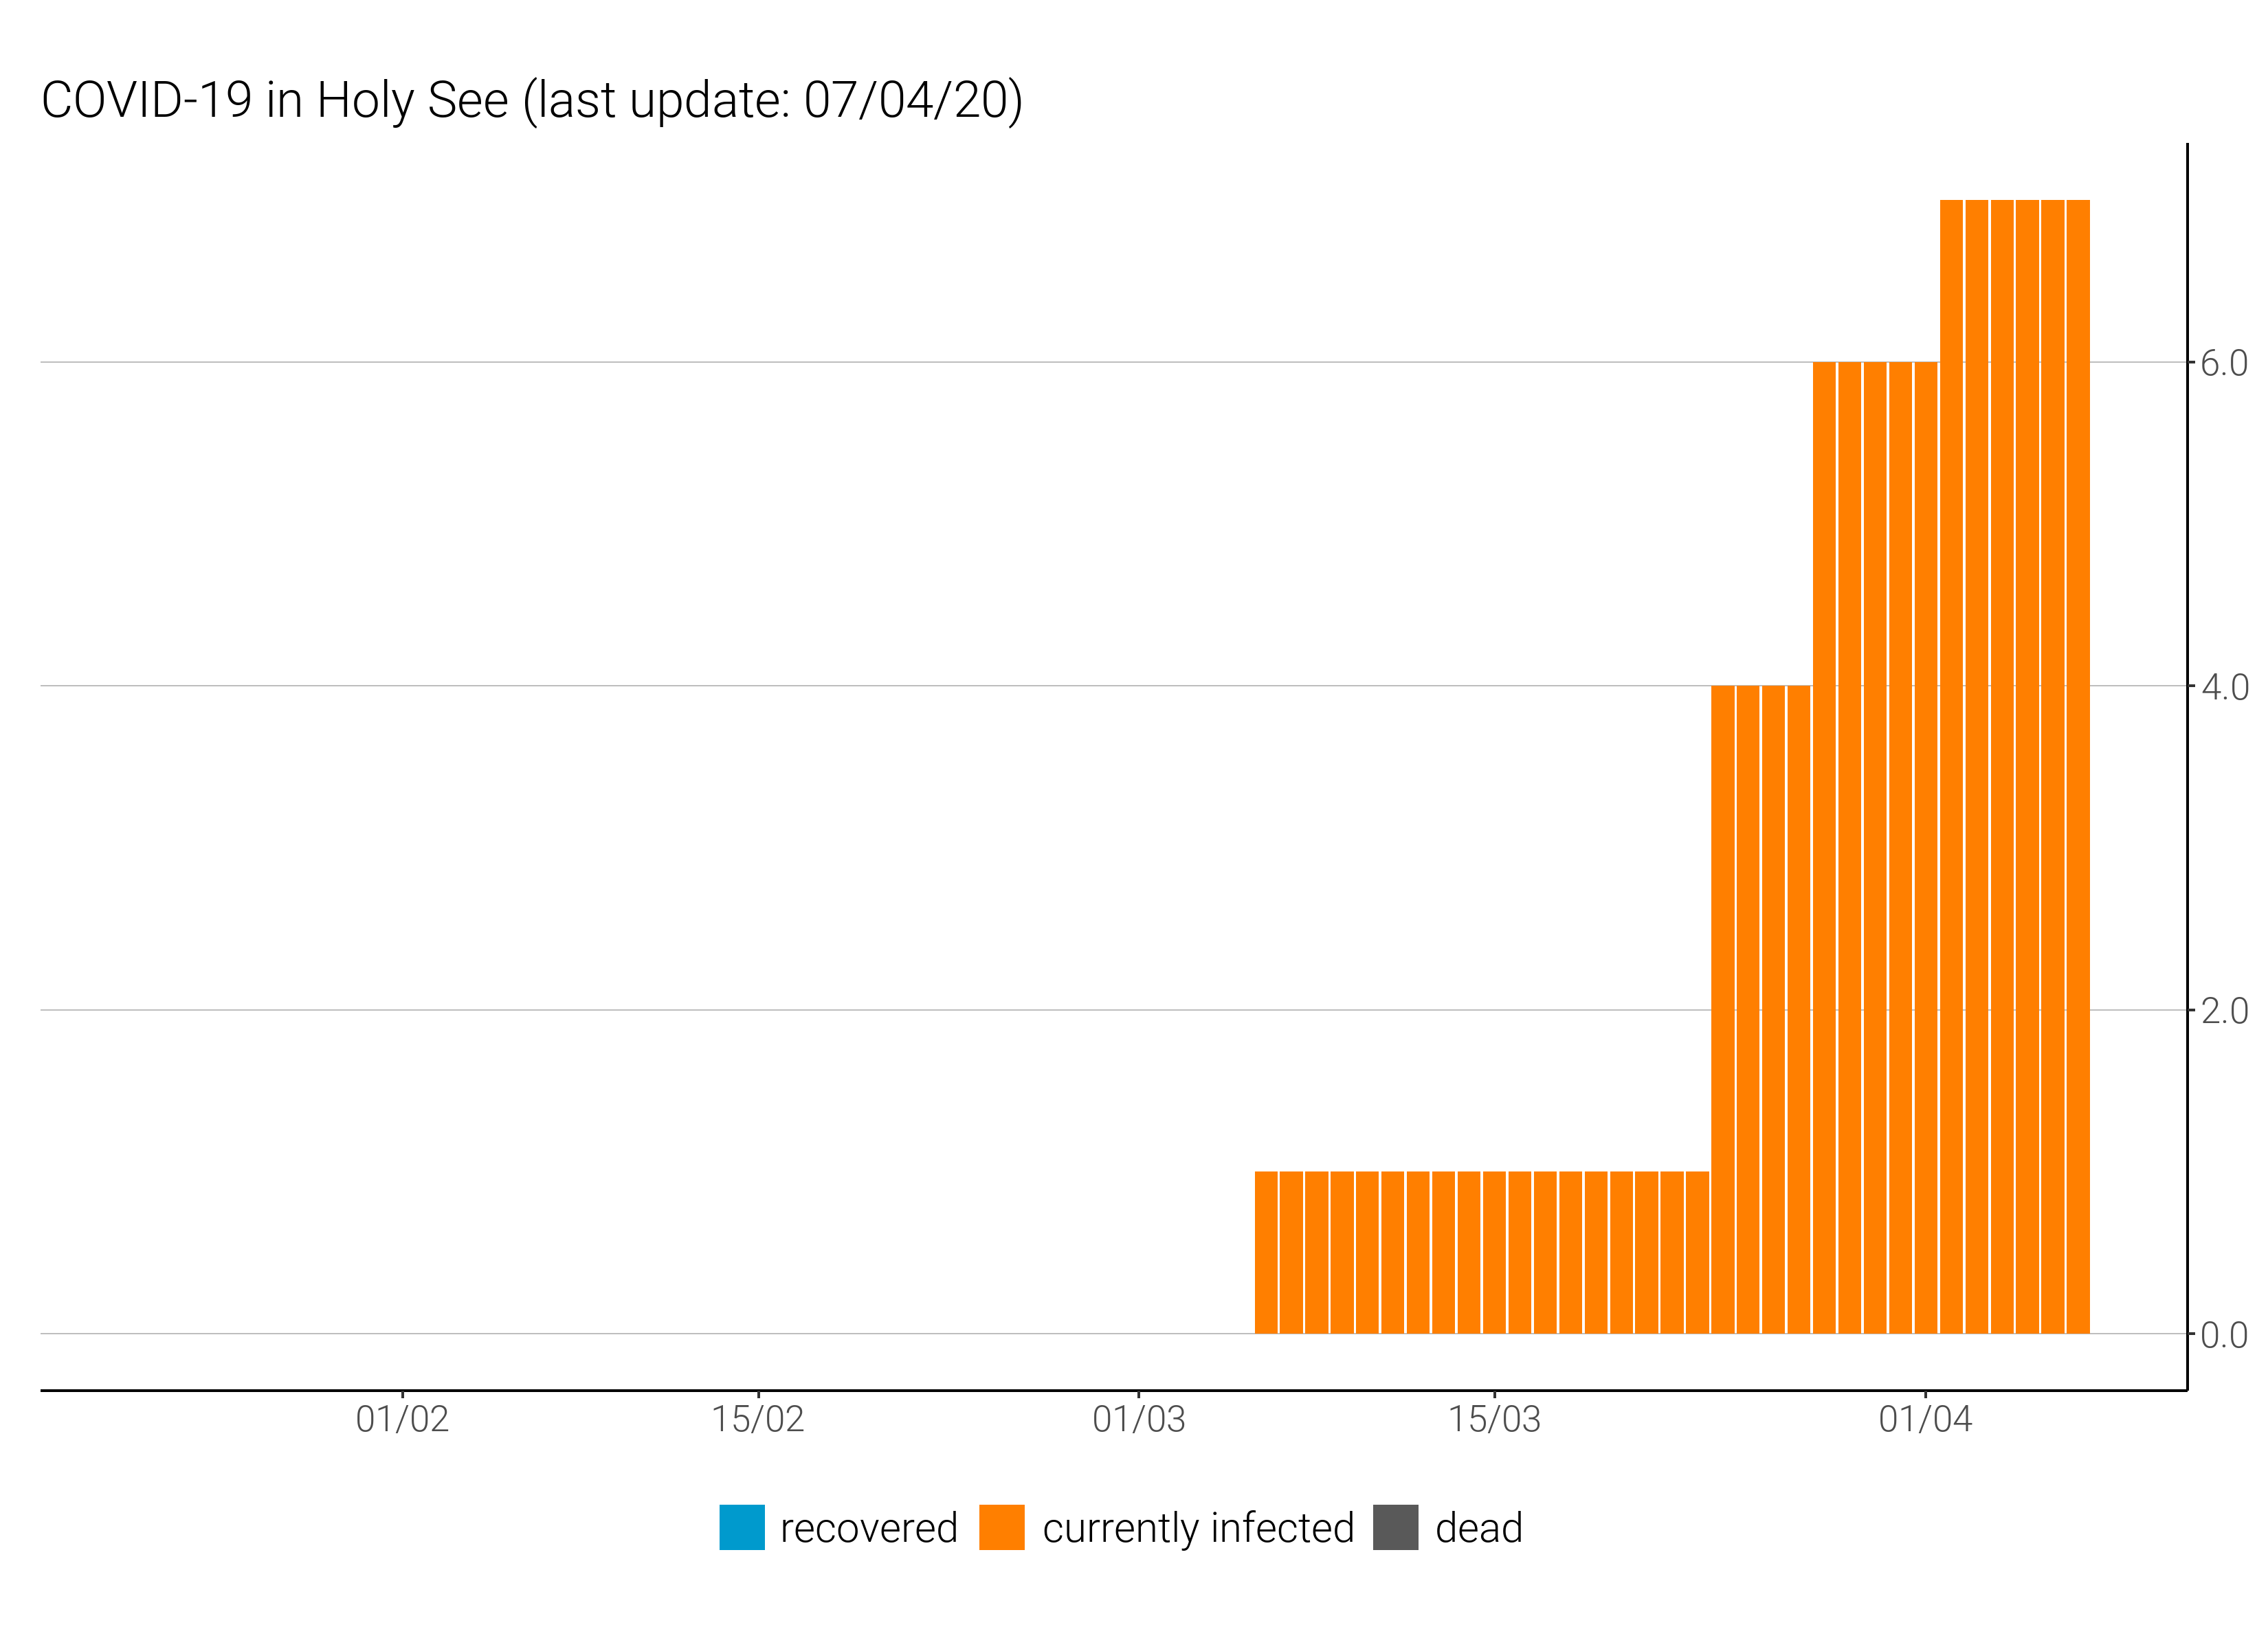 COVID-19 in Holy See (last update: 07/04/20)
6.0
4.0
2.0
0.0
01/02 15/02 01/03 15/03 01/04
recovered currently infected dead